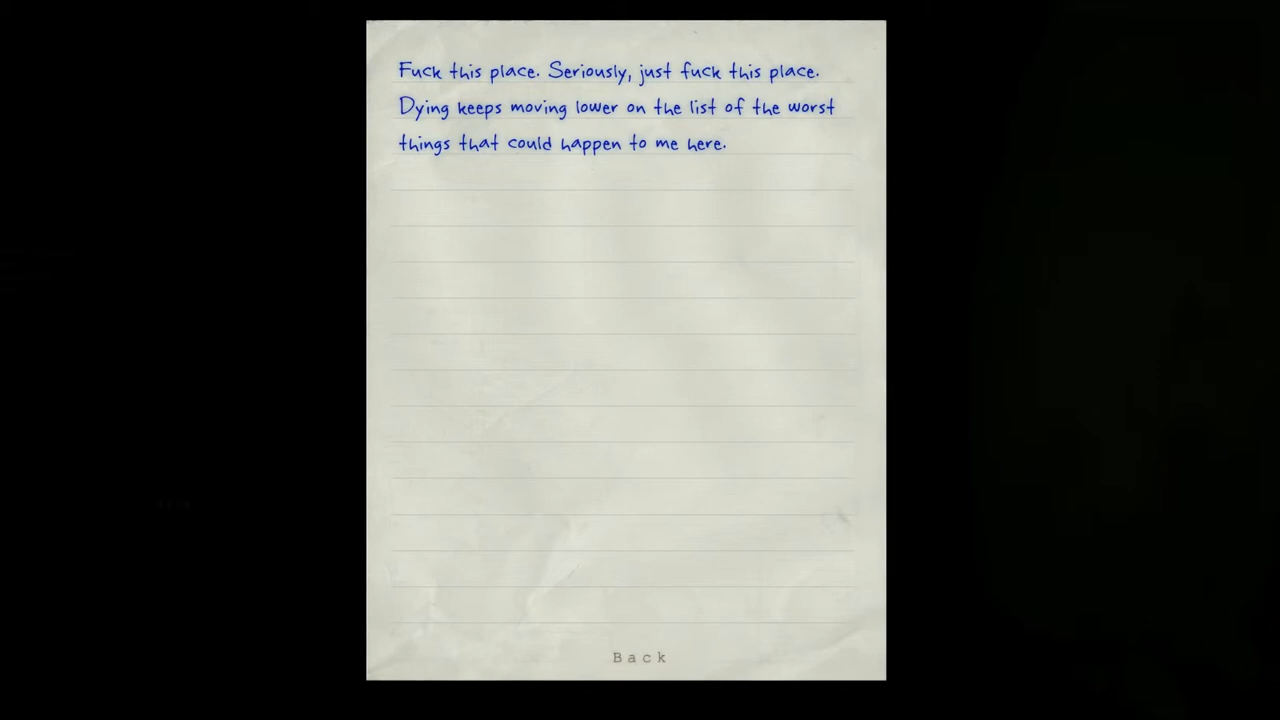 Fuck this place. Seriously, just fuck this place.
Dying keeps moving lower on the list of the worst
things that could happen to me here.
Back